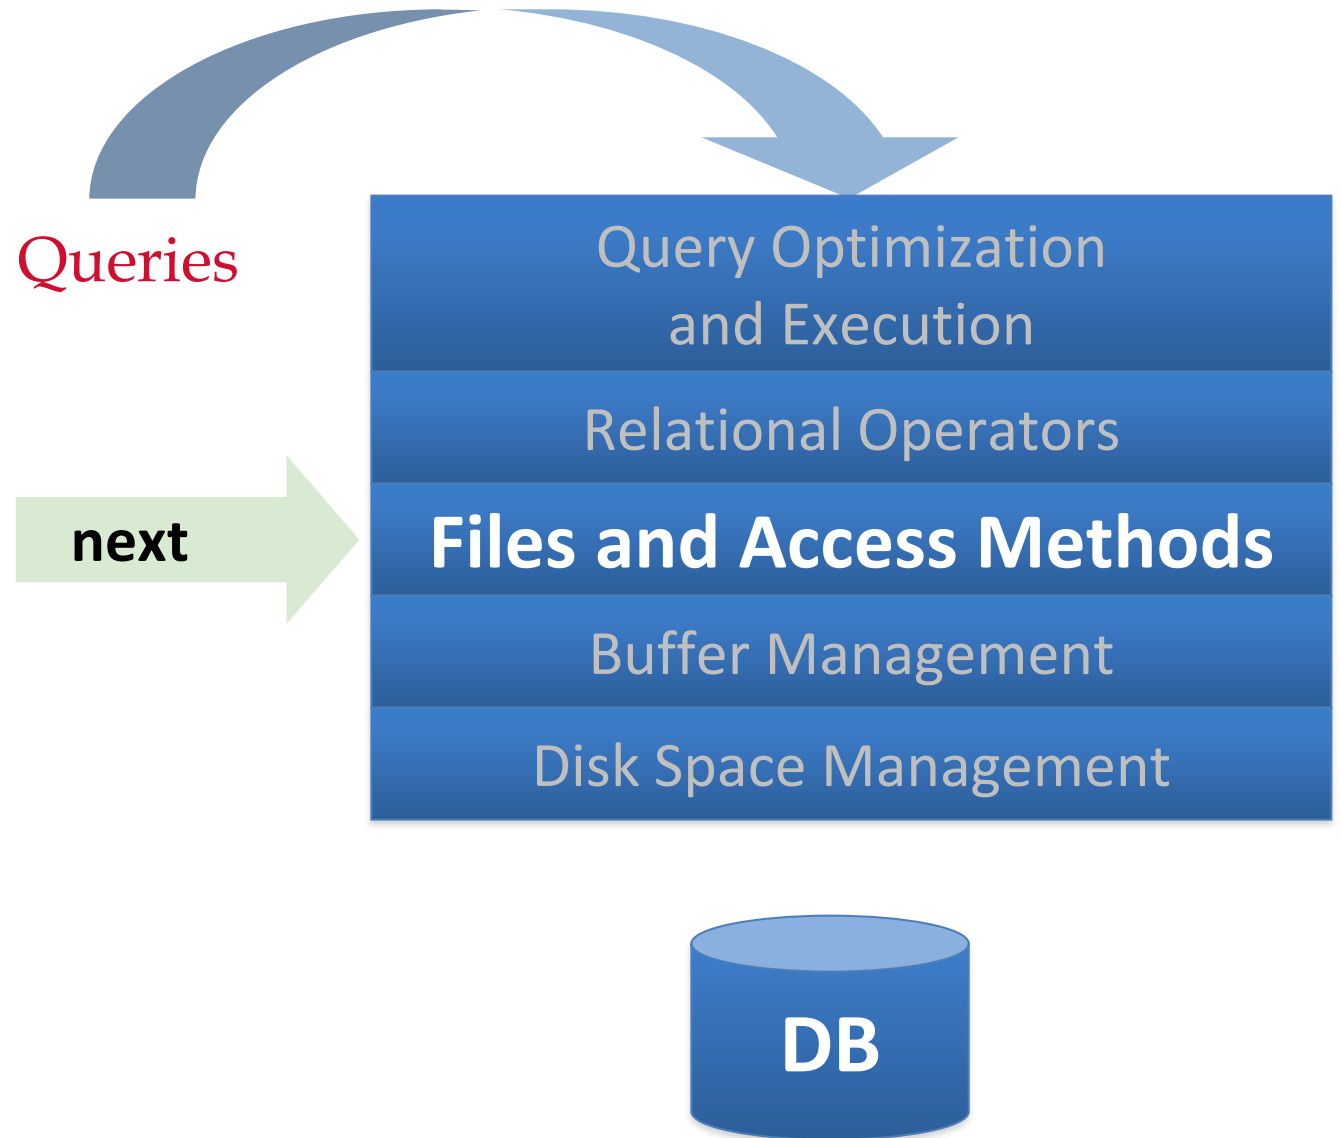 Queries
Query Optimization
and Execution
Relational Operators
next
Files and Access Methods
Buffer Management
Disk Space Management
DB